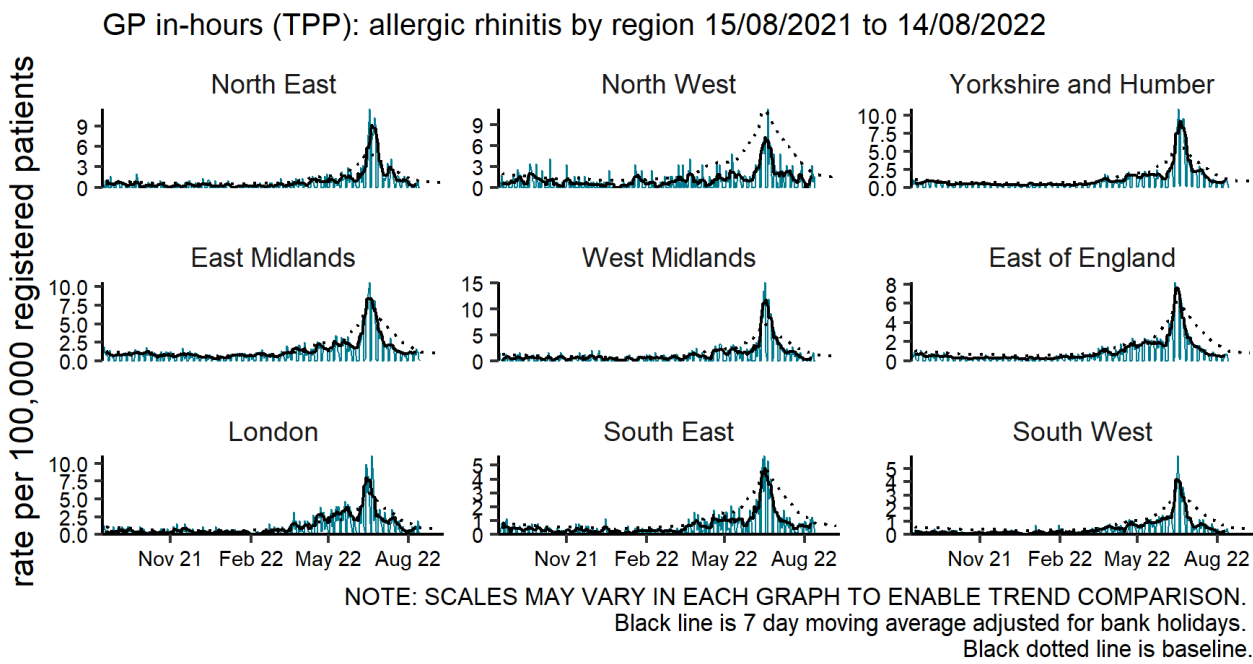 GP in-hours (TPP): allergic rhinitis by region 15/08/2021 to 14/08/2022
rate per 100,000 registered patients
North East
9
6
3
0
North West
9
6
3
0
Yorkshire and Humber
10.0
7.5
5.0
2.5
0.0
East Midlands
10.0
7.5
5.0
2.5
0.0
West Midlands
15
10
5
0
East of England
8
6
4
2
0
London
10.0
7.5
5.0
2.5
0.0
South East
5
4
3
2
1
0
South West
5
4
3
2
1
0
Nov 21 Feb 22 May 22 Aug 22
Nov 21 Feb 22 May 22 Aug 22
Nov 21 Feb 22 May 22 Aug 22
NOTE: SCALES MAY VARY IN EACH GRAPH TO ENABLE TREND COMPARISON.
Black line is 7 day moving average adjusted for bank holidays.
Black dotted line is baseline.